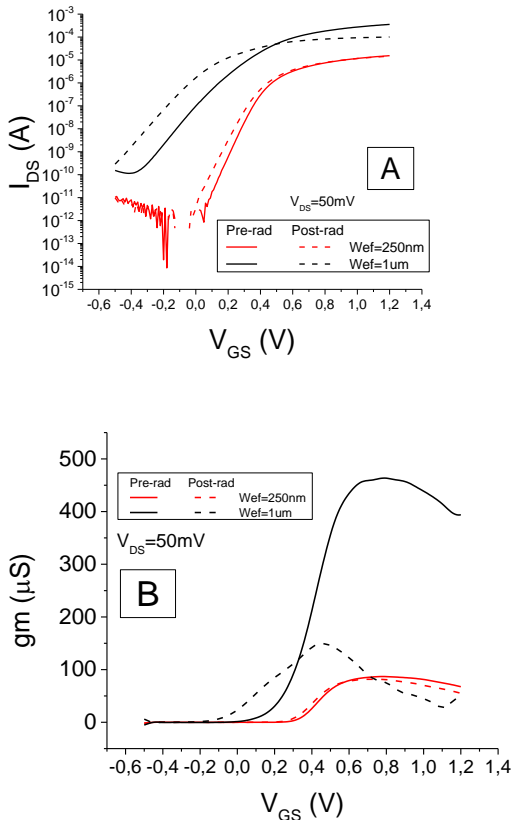 10⁻³
10⁻⁴
10⁻⁵
10⁻⁶
10⁻⁷
10⁻⁸
10⁻⁹
10⁻¹⁰
10⁻¹¹
10⁻¹²
10⁻¹³
10⁻¹⁴
10⁻¹⁵
I_DS (A)
A
V_DS=50mV
Pre-rad Post-rad
Wef=250nm
Wef=1um
-0,6 -0,4 -0,2 0,0 0,2 0,4 0,6 0,8 1,0 1,2 1,4
V_GS (V)
500
400
300
200
100
0
gm (μS)
Pre-rad Post-rad
Wef=250nm
Wef=1um
V_DS=50mV
B
-0,6 -0,4 -0,2 0,0 0,2 0,4 0,6 0,8 1,0 1,2 1,4
V_GS (V)